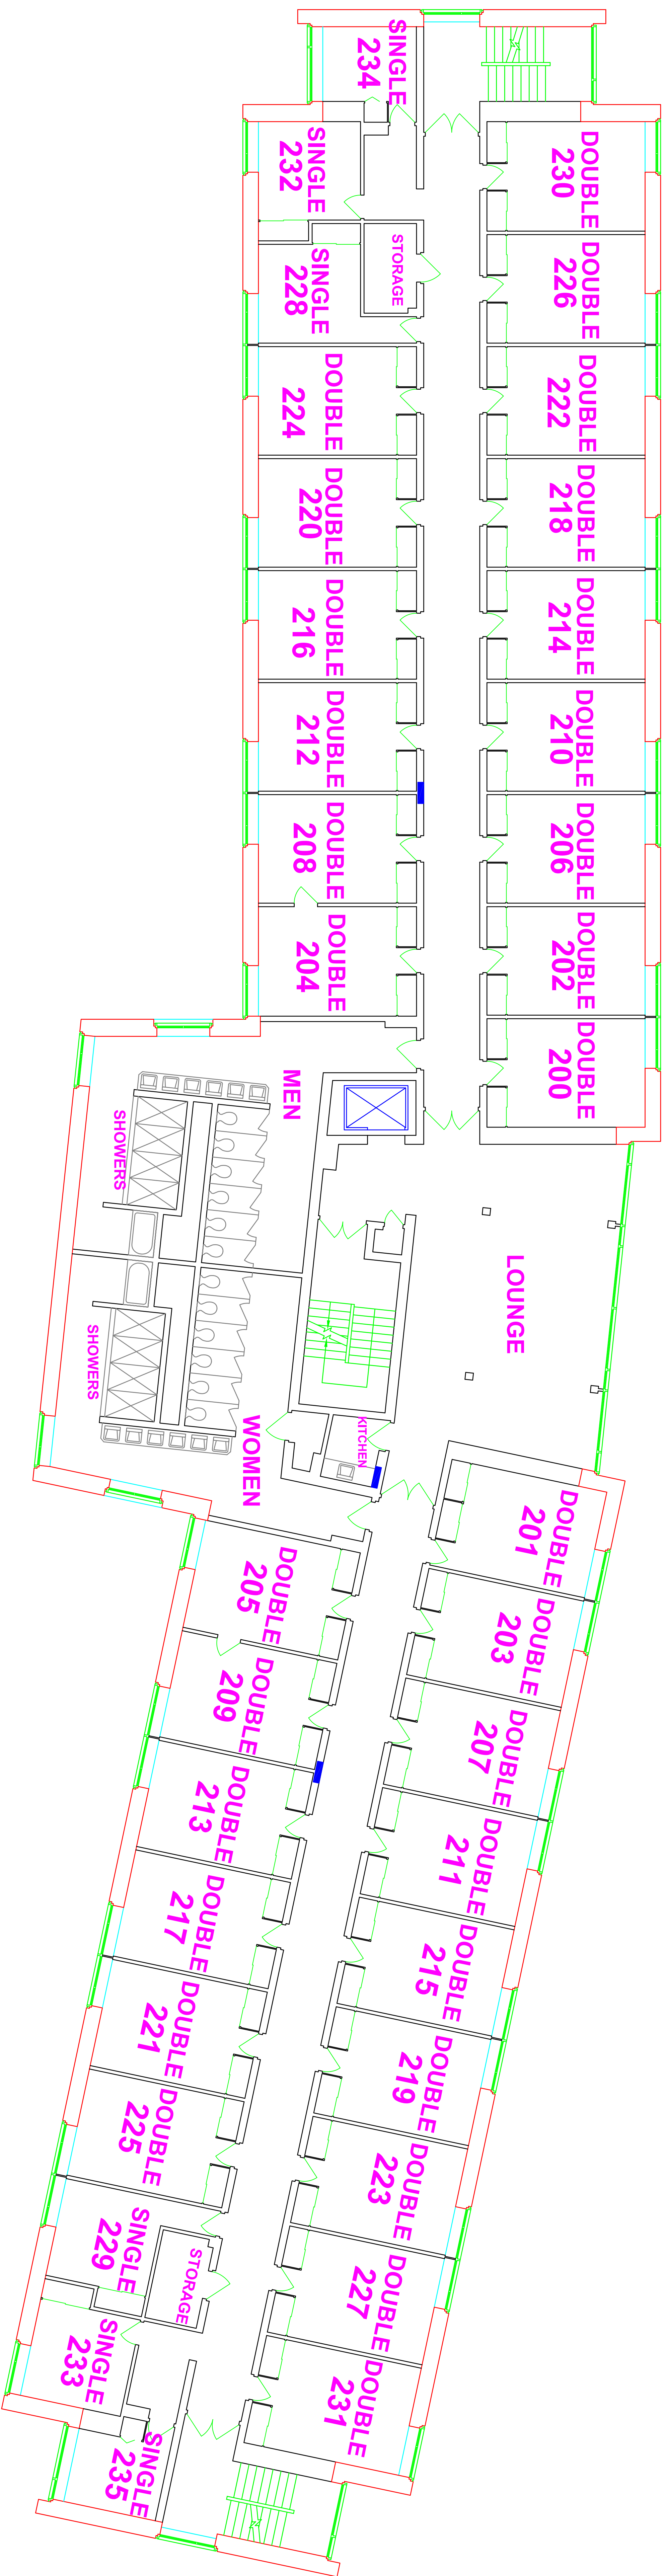 SINGLE
234
DOUBLE
230
SINGLE
232
STORAGE
DOUBLE
226
SINGLE
228
DOUBLE
222
DOUBLE
224
DOUBLE
218
DOUBLE
220
DOUBLE
214
DOUBLE
216
DOUBLE
210
DOUBLE
212
DOUBLE
206
DOUBLE
208
DOUBLE
202
DOUBLE
204
DOUBLE
200
MEN
SHOWERS
LOUNGE
SHOWERS
WOMEN
KITCHEN
DOUBLE
201
DOUBLE
205
DOUBLE
203
DOUBLE
209
DOUBLE
207
DOUBLE
213
DOUBLE
211
DOUBLE
217
DOUBLE
215
DOUBLE
221
DOUBLE
219
DOUBLE
225
DOUBLE
223
SINGLE
229
STORAGE
DOUBLE
227
SINGLE
233
DOUBLE
231
SINGLE
235